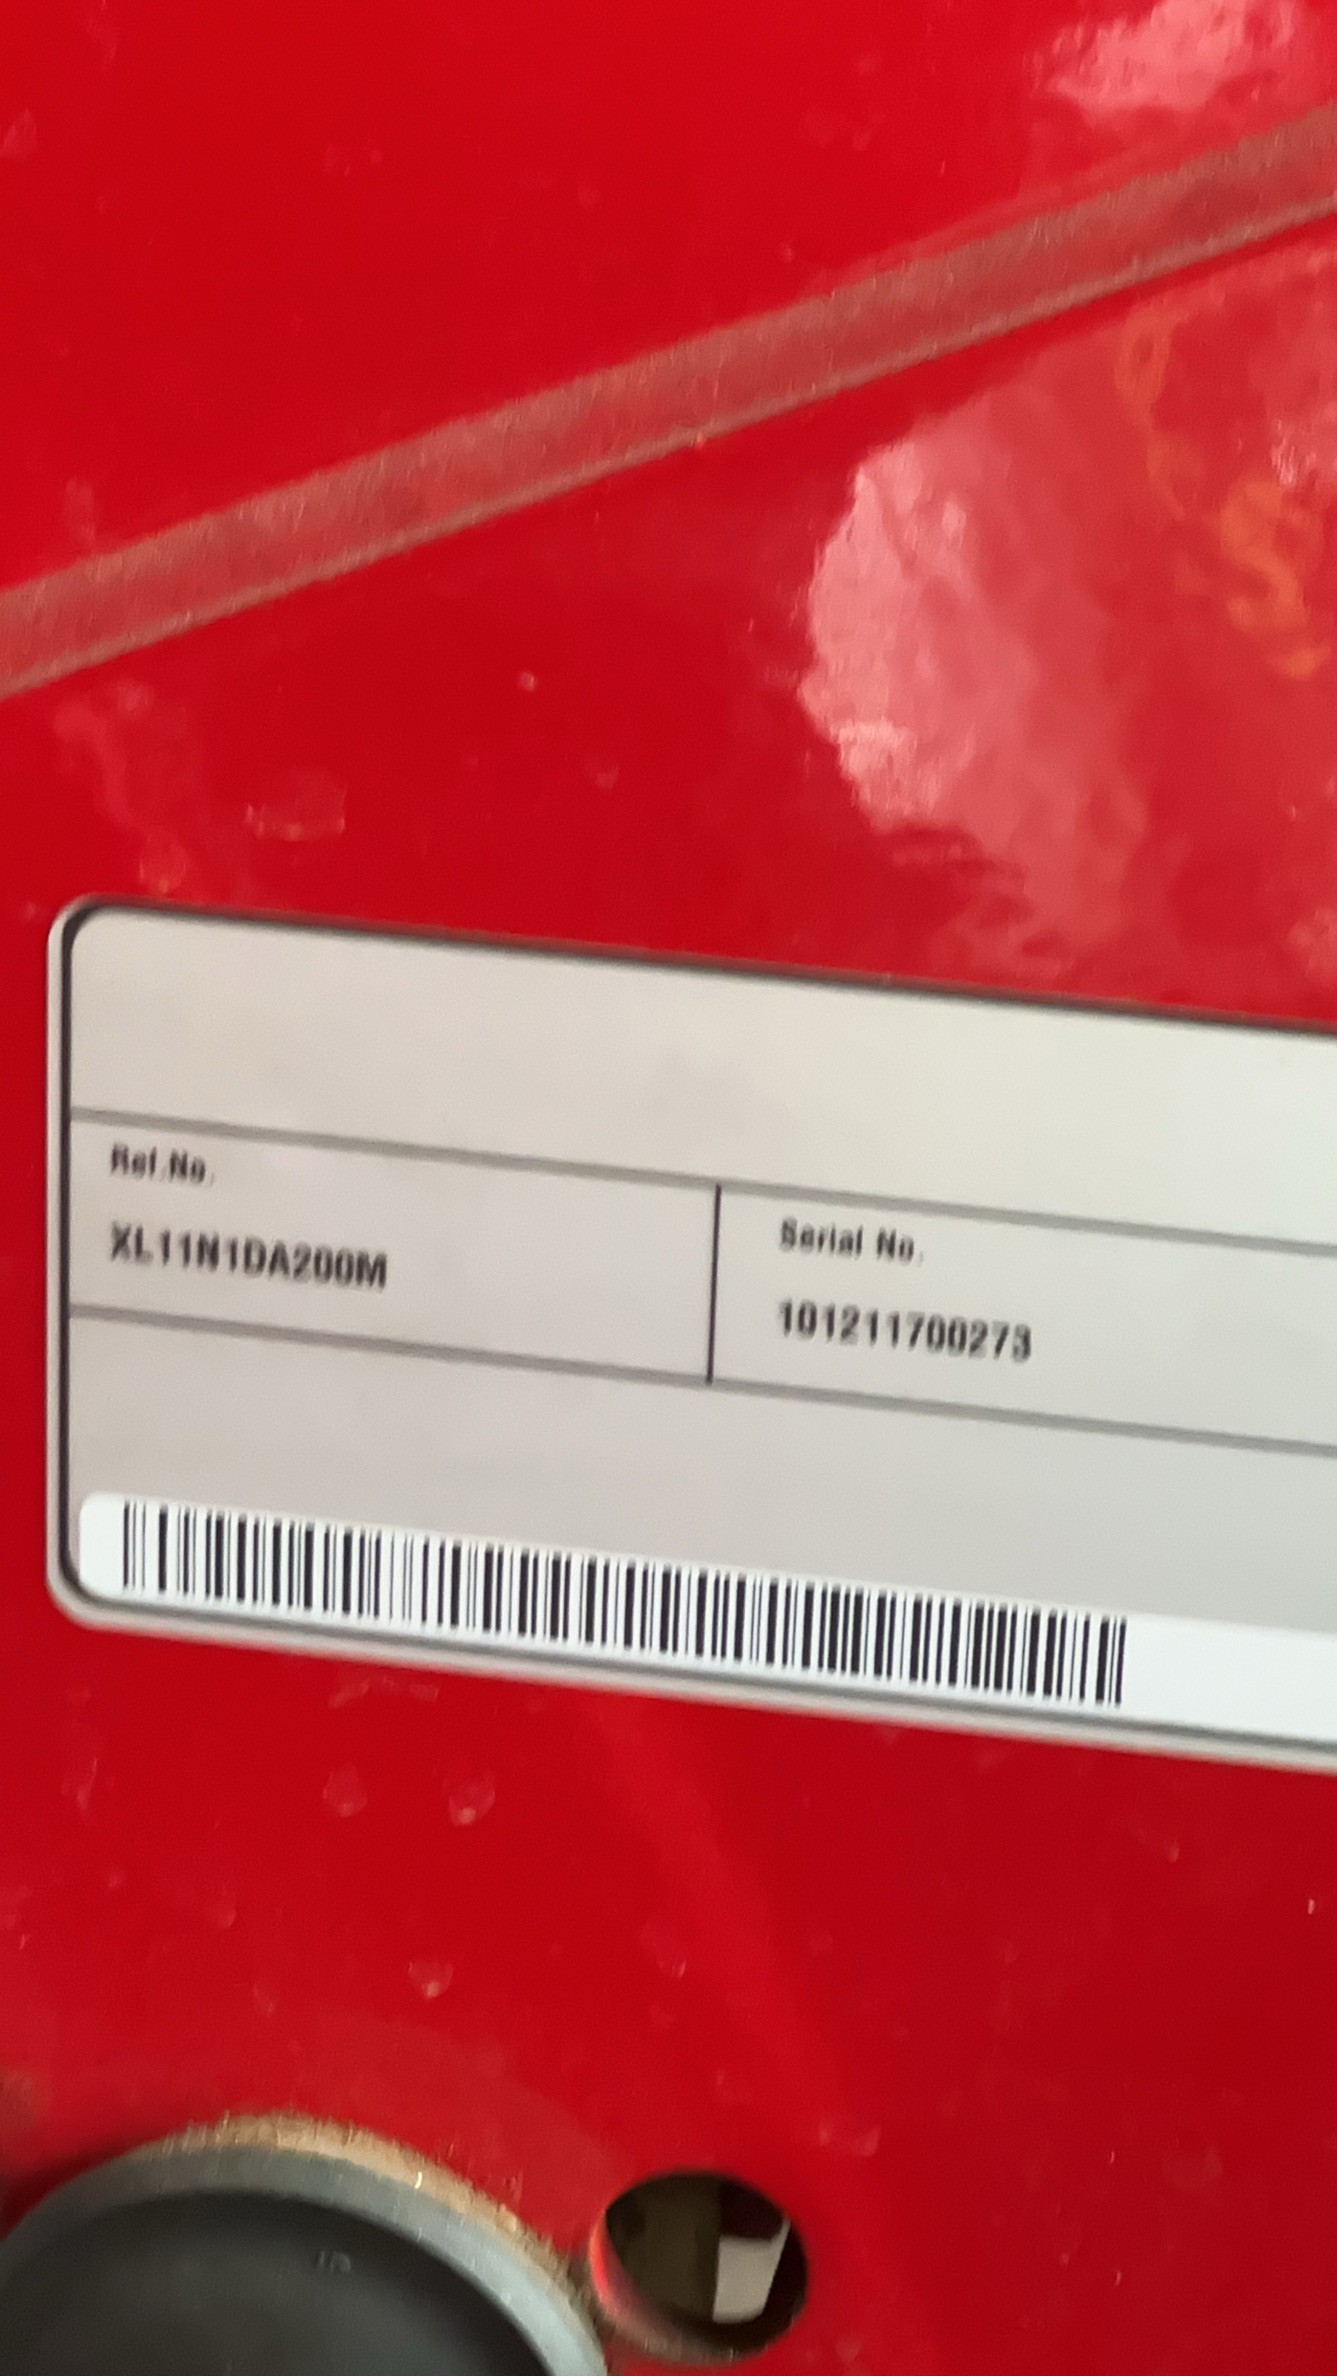 Ref.No.
XL11N1DA200M
Serial No.
101211700273